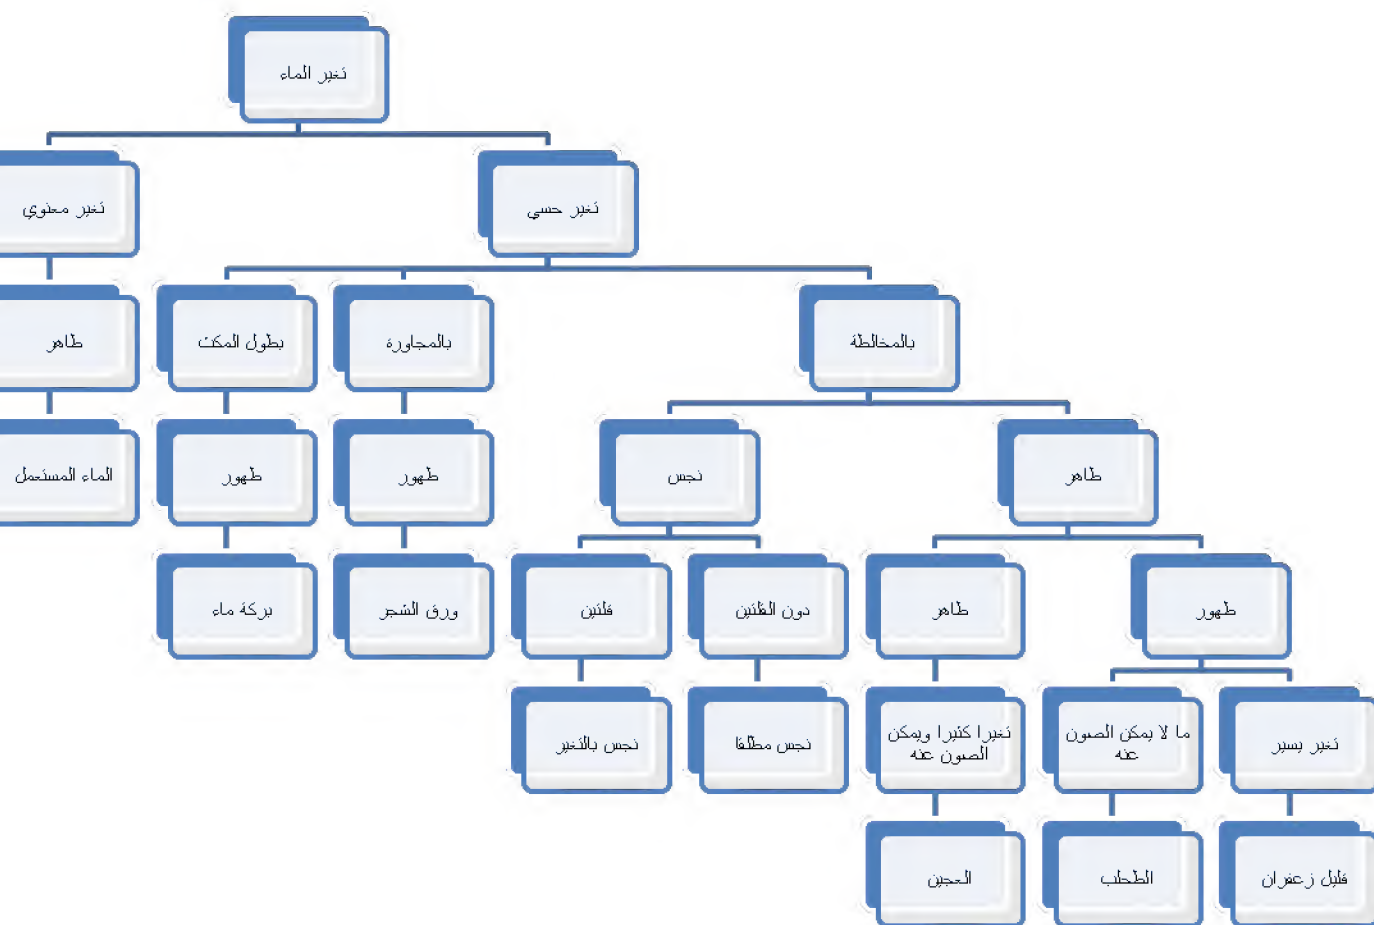 تغير الماء
تغير حسي
تغير معنوي
بالمخالطة
بالمجاورة
بطول المكث
طاهر
طاهر
نجس
طهور
طهور
الماء المستعمل
طهور
طاهر
دون القلتين
قلتين
ورق الشجر
بركة ماء
تغير يسير
ما لا يمكن الصون
عنه
تغيرا كثيرا ويمكن
الصون عنه
نجس مطلقا
نجس بالتغير
قليل زعفران
الطحلب
العجين